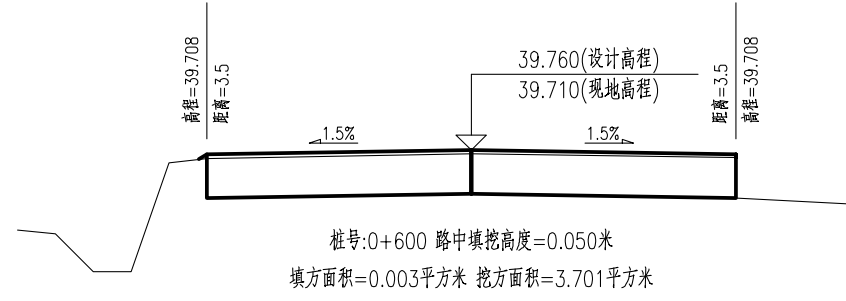 高程=39.708
距离=3.5
39.760(设计高程)
39.710(现地高程)
距离=3.5
高程=39.708
1.5%
1.5%
桩号:0+600 路中填挖高度=0.050米
填方面积=0.003平方米 挖方面积=3.701平方米